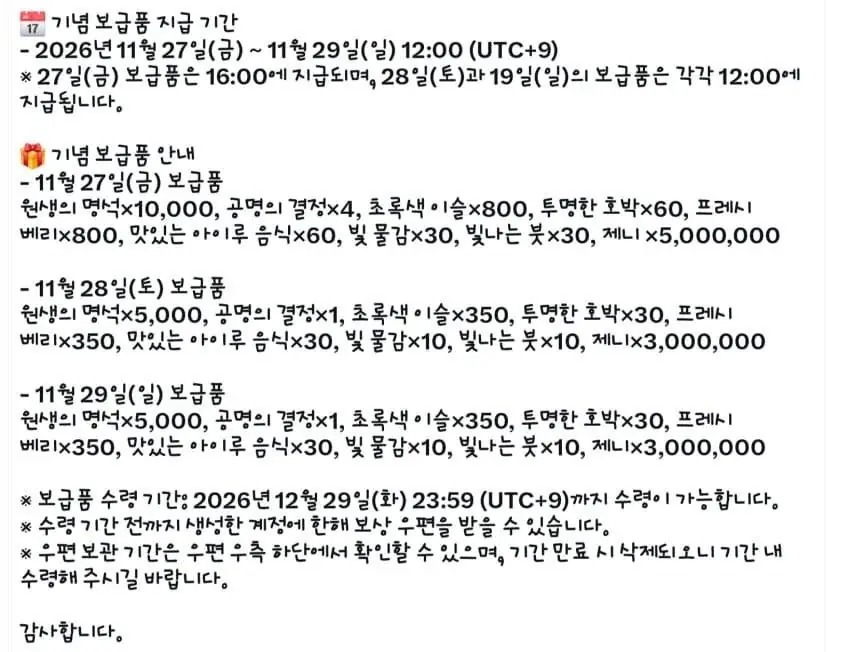 기념 보급품 지급 기간
- 2026년 11월 27일(금) ~ 11월 29일(일) 12:00 (UTC+9)
※ 27일(금) 보급품은 16:00에 지급되며, 28일(토)과 19일(일)의 보급품은 각각 12:00에
지급됩니다.
기념 보급품 안내
- 11월 27일(금) 보급품
원생의 명석×10,000, 공명의 결정×4, 초록색 이슬×800, 투명한 호박×60, 프레시
베리×800, 맛있는 아이루 음식×60, 빛 물감×30, 빛나는 붓×30, 제니 ×5,000,000
- 11월 28일(토) 보급품
원생의 명석×5,000, 공명의 결정×1, 초록색 이슬×350, 투명한 호박×30, 프레시
베리×350, 맛있는 아이루 음식×30, 빛 물감×10, 빛나는 붓×10, 제니×3,000,000
- 11월 29일(일) 보급품
원생의 명석×5,000, 공명의 결정×1, 초록색 이슬×350, 투명한 호박×30, 프레시
베리×350, 맛있는 아이루 음식×30, 빛 물감×10, 빛나는 붓×10, 제니×3,000,000
※ 보급품 수령 기간: 2026년 12월 29일(화) 23:59 (UTC+9)까지 수령이 가능합니다.
※ 수령 기간 전까지 생성한 계정에 한해 보상 우편을 받을 수 있습니다.
※ 우편 보관 기간은 우편 우측 하단에서 확인할 수 있으며, 기간 만료 시 삭제되오니 기간 내
수령해 주시길 바랍니다.
감사합니다.